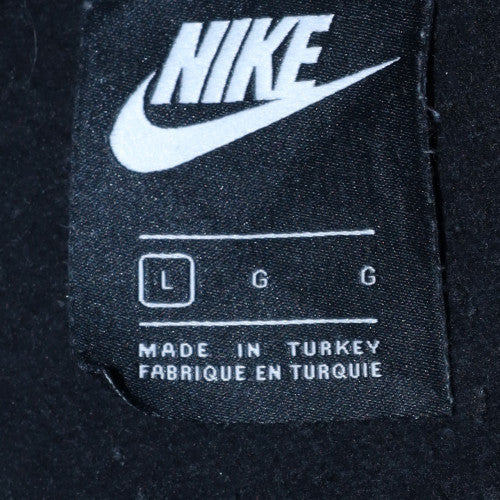 NIKE
L G G
MADE IN TURKEY
FABRIQUE EN TURQUIE